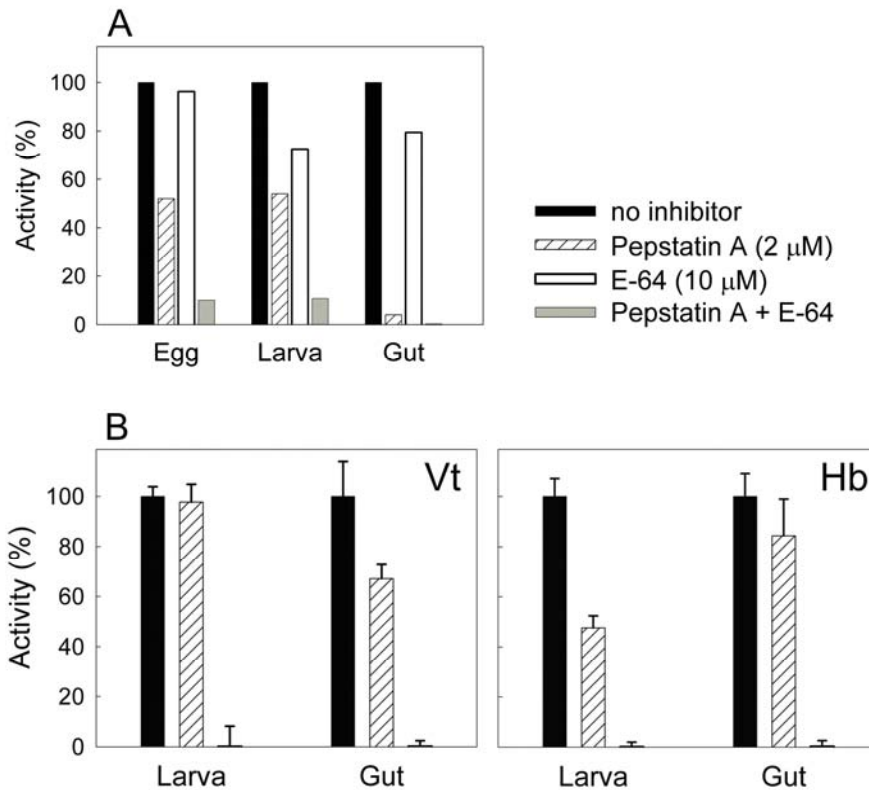 A
Activity (%)
100
80
60
40
20
0
Egg Larva Gut
no inhibitor
Pepstatin A (2 μM)
E-64 (10 μM)
Pepstatin A + E-64
B
Vt
Hb
Activity (%)
100
80
60
40
20
0
Larva Gut Larva Gut